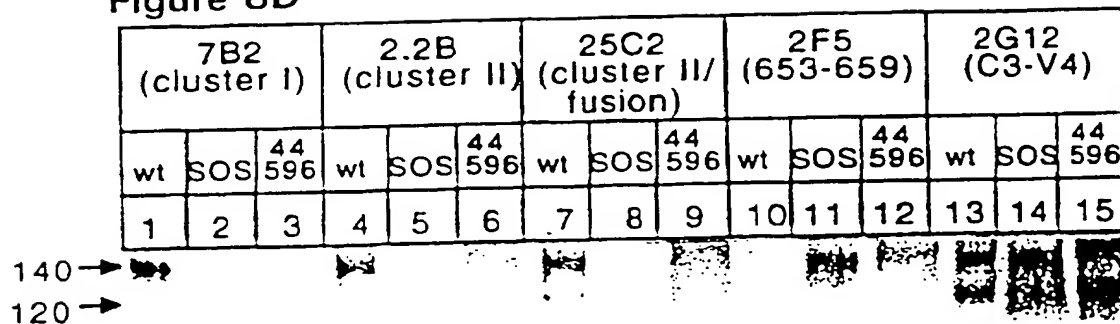 Figure 8D
7B2 2.2B 25C2 2F5 2G12
(cluster I) (cluster II) (cluster II/ (653-659) (C3-V4)
fusion)
wt SOS 44 596 wt SOS 44 596 wt SOS 44 596 wt SOS 44 596 wt SOS 44 596
1 2 3 4 5 6 7 8 9 10 11 12 13 14 15
140
120